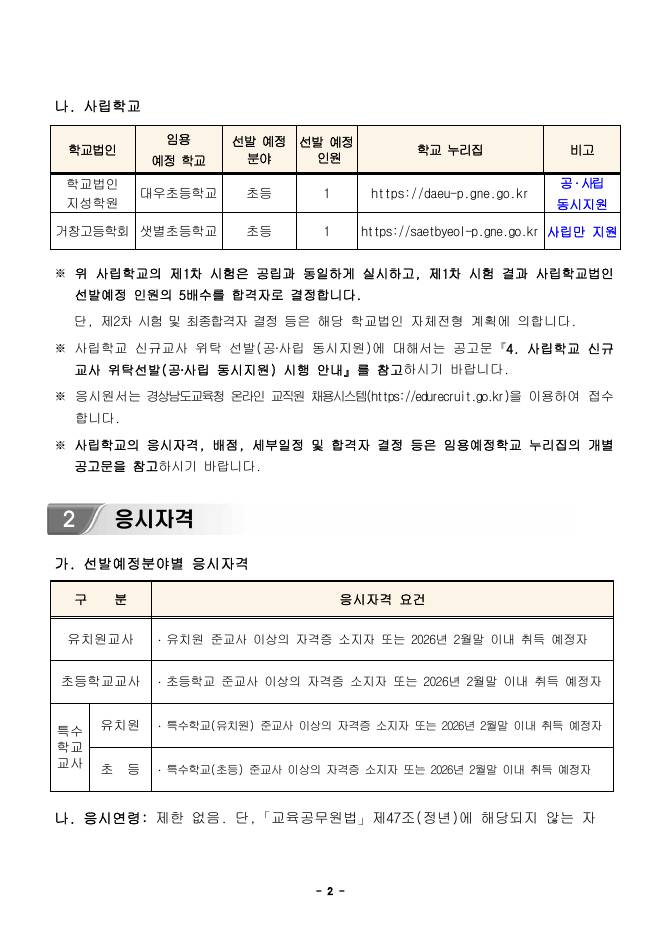 나. 사립학교
학교법인 임용 예정 학교 선발 예정 분야 선발 예정 인원 학교 누리집 비고
학교법인 지성학원 대우초등학교 초등 1 https://daeu-p.gne.go.kr 공·사립 동시지원
거창고등학회 샛별초등학교 초등 1 https://saetbyeol-p.gne.go.kr 사립만 지원
※ 위 사립학교의 제1차 시험은 공립과 동일하게 실시하고, 제1차 시험 결과 사립학교법인
선발예정 인원의 5배수를 합격자로 결정합니다.
단, 제2차 시험 및 최종합격자 결정 등은 해당 학교법인 자체전형 계획에 의합니다.
※ 사립학교 신규교사 위탁 선발(공·사립 동시지원)에 대해서는 공고문『4. 사립학교 신규
교사 위탁선발(공·사립 동시지원) 시행 안내』를 참고하시기 바랍니다.
※ 응시원서는 경상남도교육청 온라인 교직원 채용시스템(https://edurecruit.go.kr)을 이용하여 접수
합니다.
※ 사립학교의 응시자격, 배점, 세부일정 및 합격자 결정 등은 임용예정학교 누리집의 개별
공고문을 참고하시기 바랍니다.
2 응시자격
가. 선발예정분야별 응시자격
구 분 응시자격 요건
유치원교사 · 유치원 준교사 이상의 자격증 소지자 또는 2026년 2월말 이내 취득 예정자
초등학교교사 · 초등학교 준교사 이상의 자격증 소지자 또는 2026년 2월말 이내 취득 예정자
특수학교교사 유치원 · 특수학교(유치원) 준교사 이상의 자격증 소지자 또는 2026년 2월말 이내 취득 예정자
초 등 · 특수학교(초등) 준교사 이상의 자격증 소지자 또는 2026년 2월말 이내 취득 예정자
나. 응시연령: 제한 없음. 단,「교육공무원법」제47조(정년)에 해당되지 않는 자
- 2 -